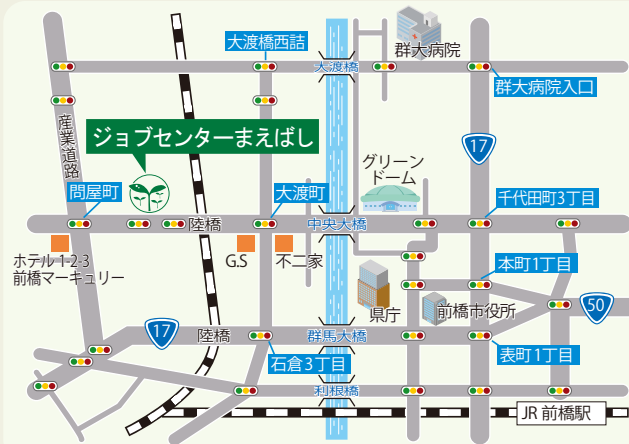 大渡橋西詰
群大病院
大渡橋
群大病院入口
産業道路
ジョブセンターまえばし
17
グリーン
ドーム
問屋町
大渡町
千代田町3丁目
陸橋
中央大橋
ホテル 1-2-3
前橋マーキュリー
G.S
不二家
本町1丁目
県庁
前橋市役所
50
17
陸橋
群馬大橋
石倉3丁目
表町1丁目
利根橋
JR 前橋駅